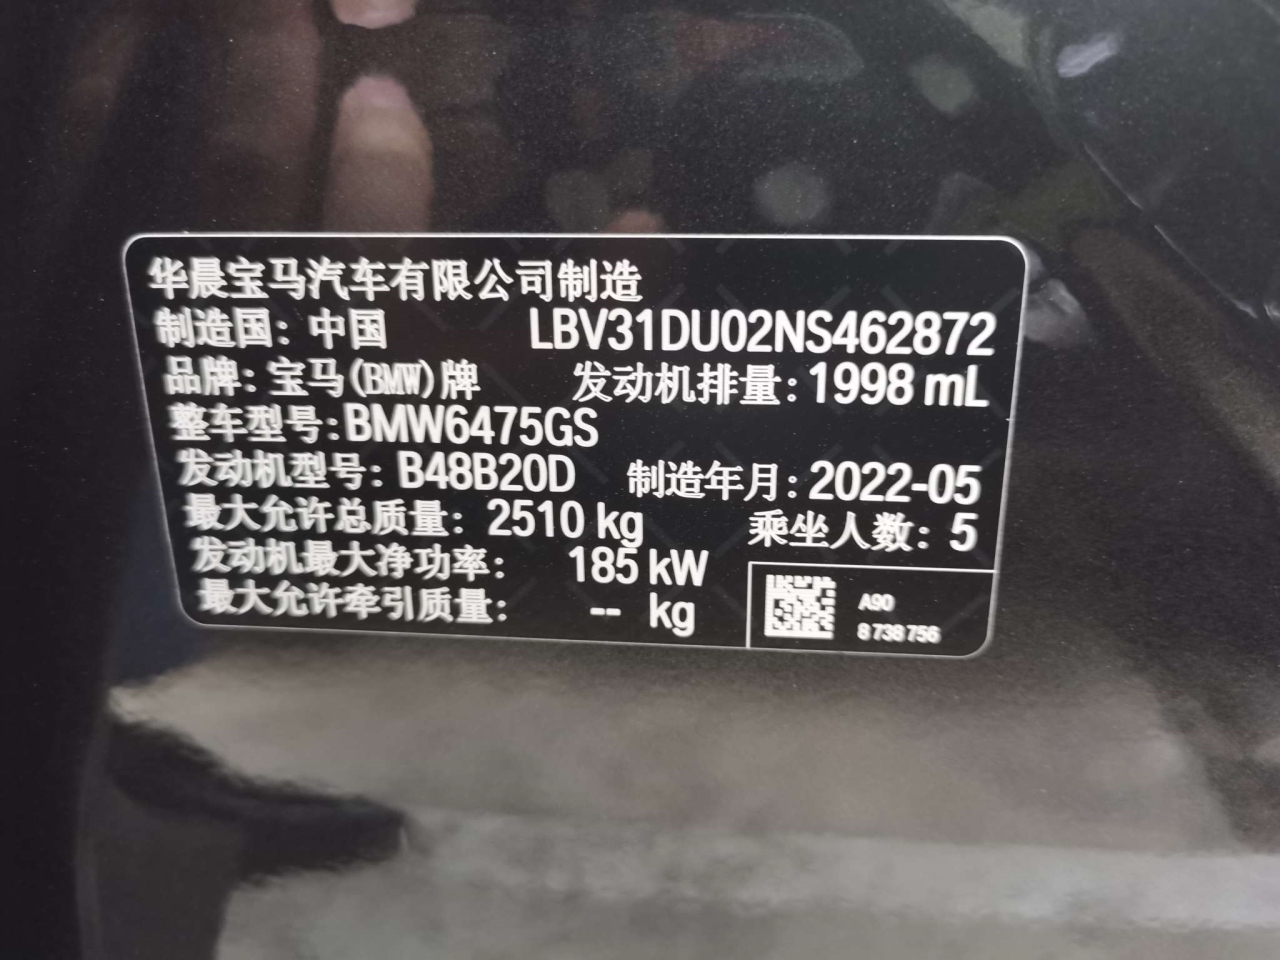 华晨宝马汽车有限公司制造
制造国：中国 LBV31DU02NS462872
品牌：宝马(BMW)牌 发动机排量：1998 mL
整车型号：BMW6475GS
发动机型号：B48B20D 制造年月：2022-05
最大允许总质量：2510 kg 乘坐人数：5
发动机最大净功率：185 kW
最大允许牵引质量：-- kg
A90
8 738 756